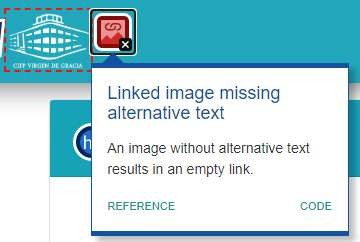 CIFP VIRGEN DE GRACIA
Linked image missing
alternative text
An image without alternative text
results in an empty link.
REFERENCE CODE